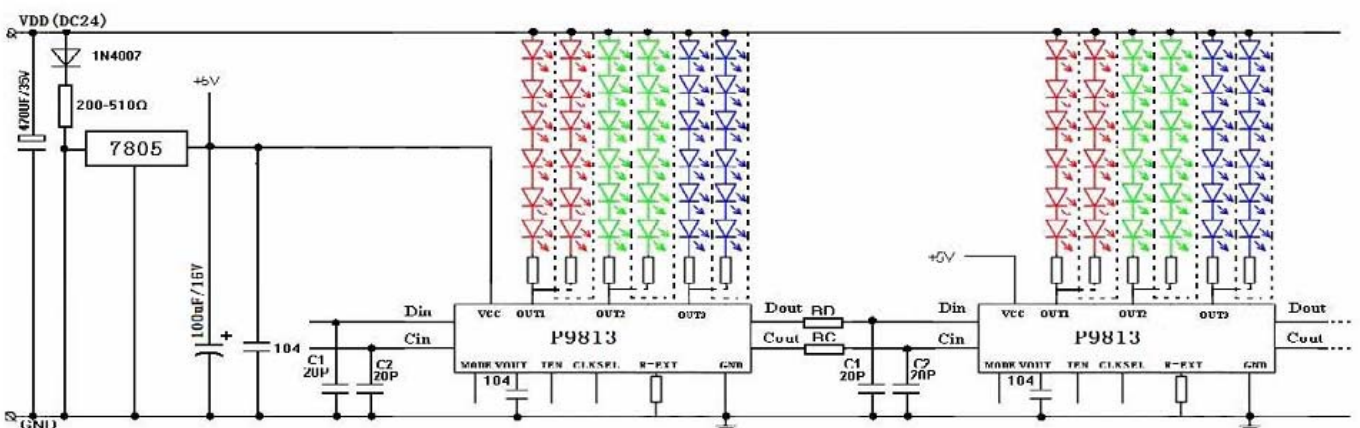 VDD(DC24)
1N4007
470UF/35V
200-510Ω
+5V
7805
100uF/16V
104
C1
20P
C2
20P
Din
Cin
VCC
OUT1
OUT2
OUT3
P9813
MODE
VOUT
TEN
CLKSEL
R-EXT
GND
104
Dout
RD
Cout
RC
C1
20P
C2
20P
+5V
Din
Cin
VCC
OUT1
OUT2
OUT3
P9813
MODE
VOUT
TEN
CLKSEL
R-EXT
GND
104
Dout
Cout
GND